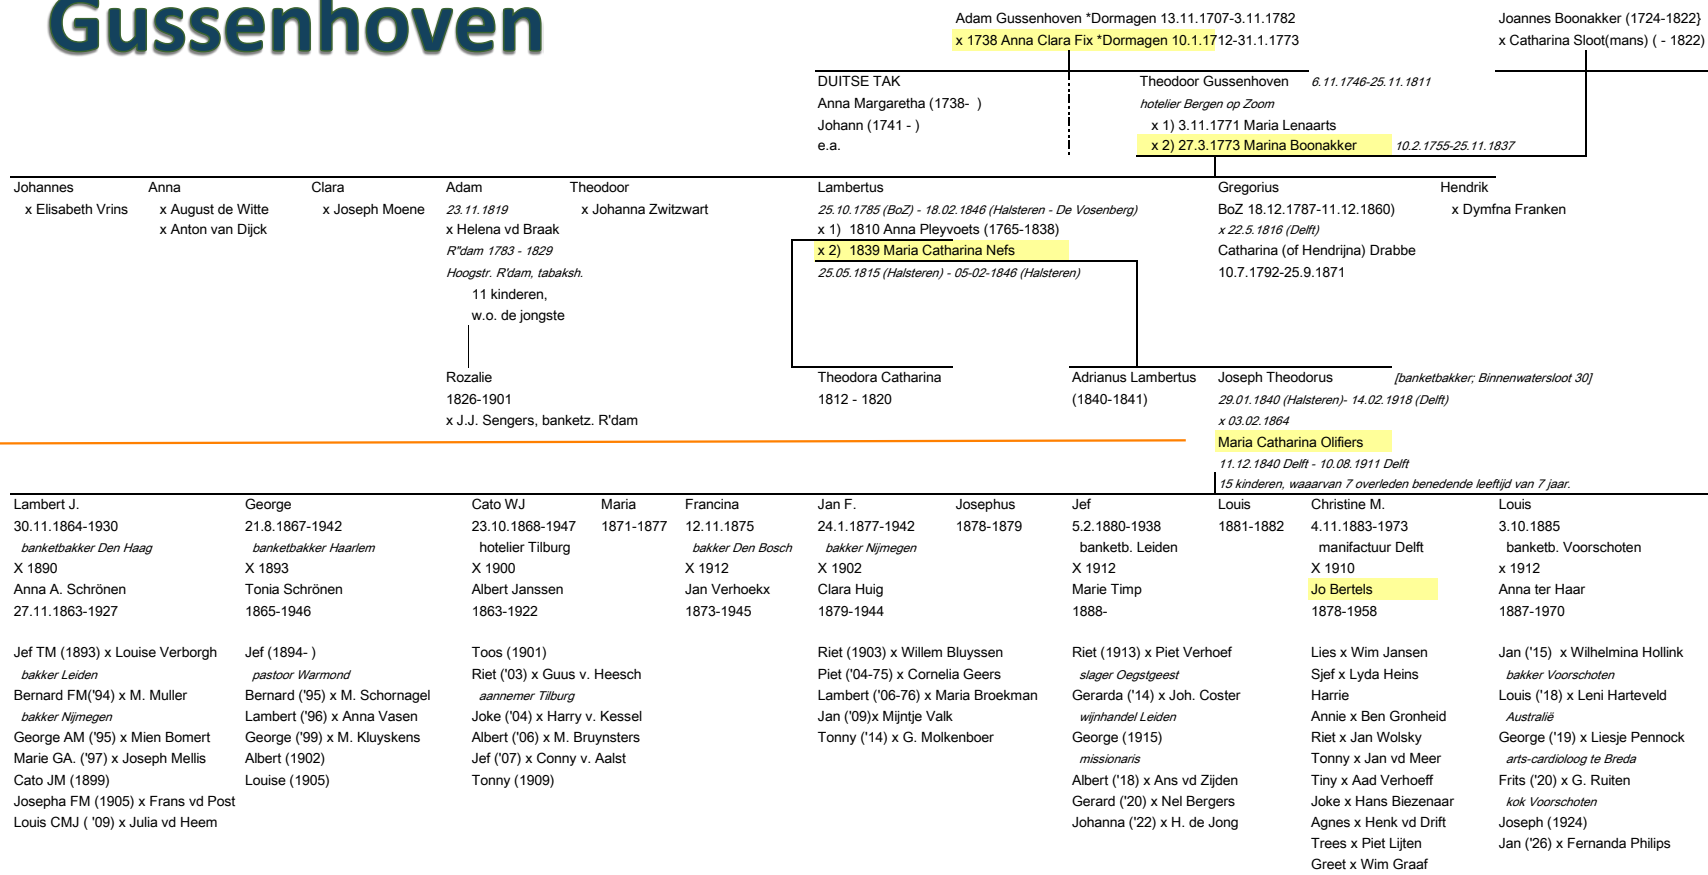 Gussenhoven
Adam Gussenhoven *Dormagen 13.11.1707-3.11.1782
x 1738 Anna Clara Fix *Dormagen 10.1.1712-31.1.1773
Joannes Boonakker (1724-1822}
x Catharina Sloot(mans) ( - 1822)
DUITSE TAK
Anna Margaretha (1738- )
Johann (1741 - )
e.a.
Theodoor Gussenhoven 6.11.1746-25.11.1811
hotelier Bergen op Zoom
x 1) 3.11.1771 Maria Lenaarts
x 2) 27.3.1773 Marina Boonakker 10.2.1755-25.11.1837
Johannes
x Elisabeth Vrins
Anna
x August de Witte
x Anton van Dijck
Clara
x Joseph Moene
Adam
23.11.1819
x Helena vd Braak
R"dam 1783 - 1829
Hoogstr. R'dam, tabaksh.
11 kinderen,
w.o. de jongste
Theodoor
x Johanna Zwitzwart
Lambertus
25.10.1785 (BoZ) - 18.02.1846 (Halsteren - De Vosenberg)
x 1) 1810 Anna Pleyvoets (1765-1838)
x 2) 1839 Maria Catharina Nefs
25.05.1815 (Halsteren) - 05-02-1846 (Halsteren)
Gregorius
BoZ 18.12.1787-11.12.1860)
x 22.5.1816 (Delft)
Catharina (of Hendrijna) Drabbe
10.7.1792-25.9.1871
Hendrik
x Dymfna Franken
Rozalie
1826-1901
x J.J. Sengers, banketz. R'dam
Theodora Catharina
1812 - 1820
Adrianus Lambertus
(1840-1841)
Joseph Theodorus [banketbakker; Binnenwatersloot 30]
29.01.1840 (Halsteren)- 14.02.1918 (Delft)
x 03.02.1864
Maria Catharina Olifiers
11.12.1840 Delft - 10.08.1911 Delft
15 kinderen, waaarvan 7 overleden benedende leeftijd van 7 jaar.
Lambert J.
30.11.1864-1930
banketbakker Den Haag
X 1890
Anna A. Schrönen
27.11.1863-1927
Jef TM (1893) x Louise Verborgh
bakker Leiden
Bernard FM('94) x M. Muller
bakker Nijmegen
George AM ('95) x Mien Bomert
Marie GA. ('97) x Joseph Mellis
Cato JM (1899)
Josepha FM (1905) x Frans vd Post
Louis CMJ ( '09) x Julia vd Heem
George
21.8.1867-1942
banketbakker Haarlem
X 1893
Tonia Schrönen
1865-1946
Jef (1894- )
pastoor Warmond
Bernard ('95) x M. Schornagel
Lambert ('96) x Anna Vasen
George ('99) x M. Kluyskens
Albert (1902)
Louise (1905)
Cato WJ
23.10.1868-1947
hotelier Tilburg
X 1900
Albert Janssen
1863-1922
Toos (1901)
Riet ('03) x Guus v. Heesch
aannemer Tilburg
Joke ('04) x Harry v. Kessel
Albert ('06) x M. Bruynsters
Jef ('07) x Conny v. Aalst
Tonny (1909)
Maria
1871-1877
Francina
12.11.1875
bakker Den Bosch
X 1912
Jan Verhoekx
1873-1945
Jan F.
24.1.1877-1942
bakker Nijmegen
X 1902
Clara Huig
1879-1944
Riet (1903) x Willem Bluyssen
Piet ('04-75) x Cornelia Geers
Lambert ('06-76) x Maria Broekman
Jan ('09)x Mijntje Valk
Tonny ('14) x G. Molkenboer
Josephus
1878-1879
Jef
5.2.1880-1938
banketb. Leiden
X 1912
Marie Timp
1888-
Riet (1913) x Piet Verhoef
slager Oegstgeest
Gerarda ('14) x Joh. Coster
wijnhandel Leiden
George (1915)
missionaris
Albert ('18) x Ans vd Zijden
Gerard ('20) x Nel Bergers
Johanna ('22) x H. de Jong
Louis
1881-1882
Christine M.
4.11.1883-1973
manifactuur Delft
X 1910
Jo Bertels
1878-1958
Lies x Wim Jansen
Sjef x Lyda Heins
Harrie
Annie x Ben Gronheid
Riet x Jan Wolsky
Tonny x Jan vd Meer
Tiny x Aad Verhoeff
Joke x Hans Biezenaar
Agnes x Henk vd Drift
Trees x Piet Lijten
Greet x Wim Graaf
Louis
3.10.1885
banketb. Voorschoten
x 1912
Anna ter Haar
1887-1970
Jan ('15) x Wilhelmina Hollink
bakker Voorschoten
Louis ('18) x Leni Harteveld
Australië
George ('19) x Liesje Pennock
arts-cardioloog te Breda
Frits ('20) x G. Ruiten
kok Voorschoten
Joseph (1924)
Jan ('26) x Fernanda Philips